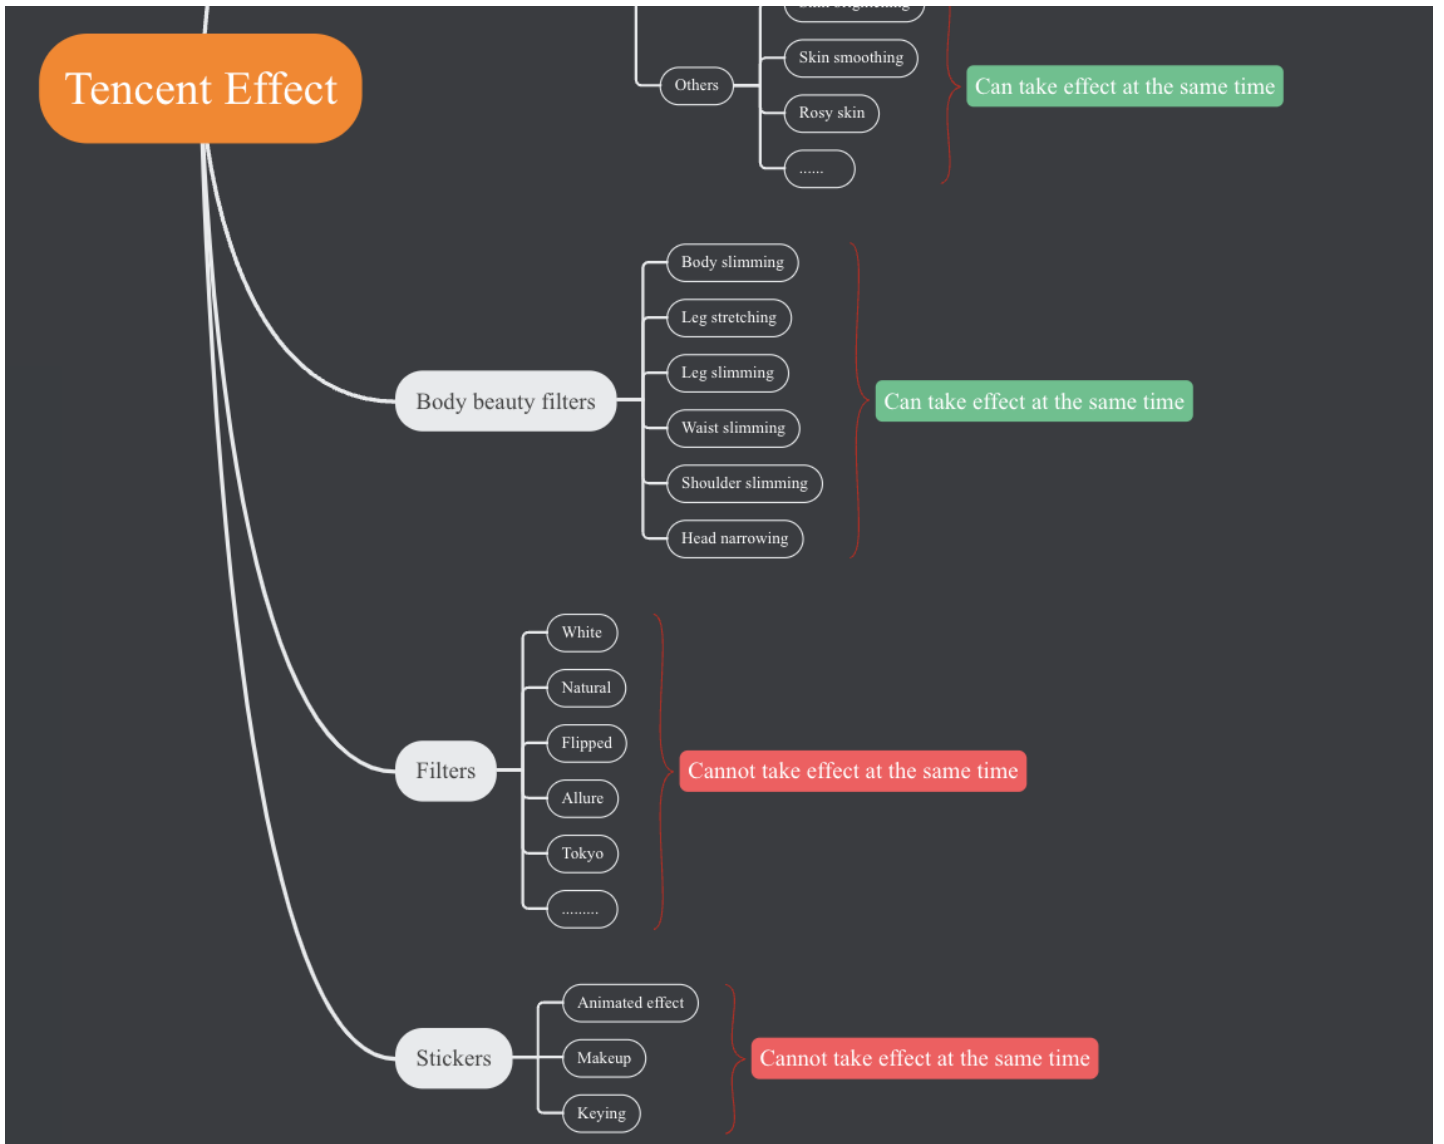 Tencent Effect
Others
Skin smoothing
Rosy skin
......
Can take effect at the same time
Body beauty filters
Body slimming
Leg stretching
Leg slimming
Waist slimming
Shoulder slimming
Head narrowing
Can take effect at the same time
Filters
White
Natural
Flipped
Allure
Tokyo
.........
Cannot take effect at the same time
Stickers
Animated effect
Makeup
Keying
Cannot take effect at the same time